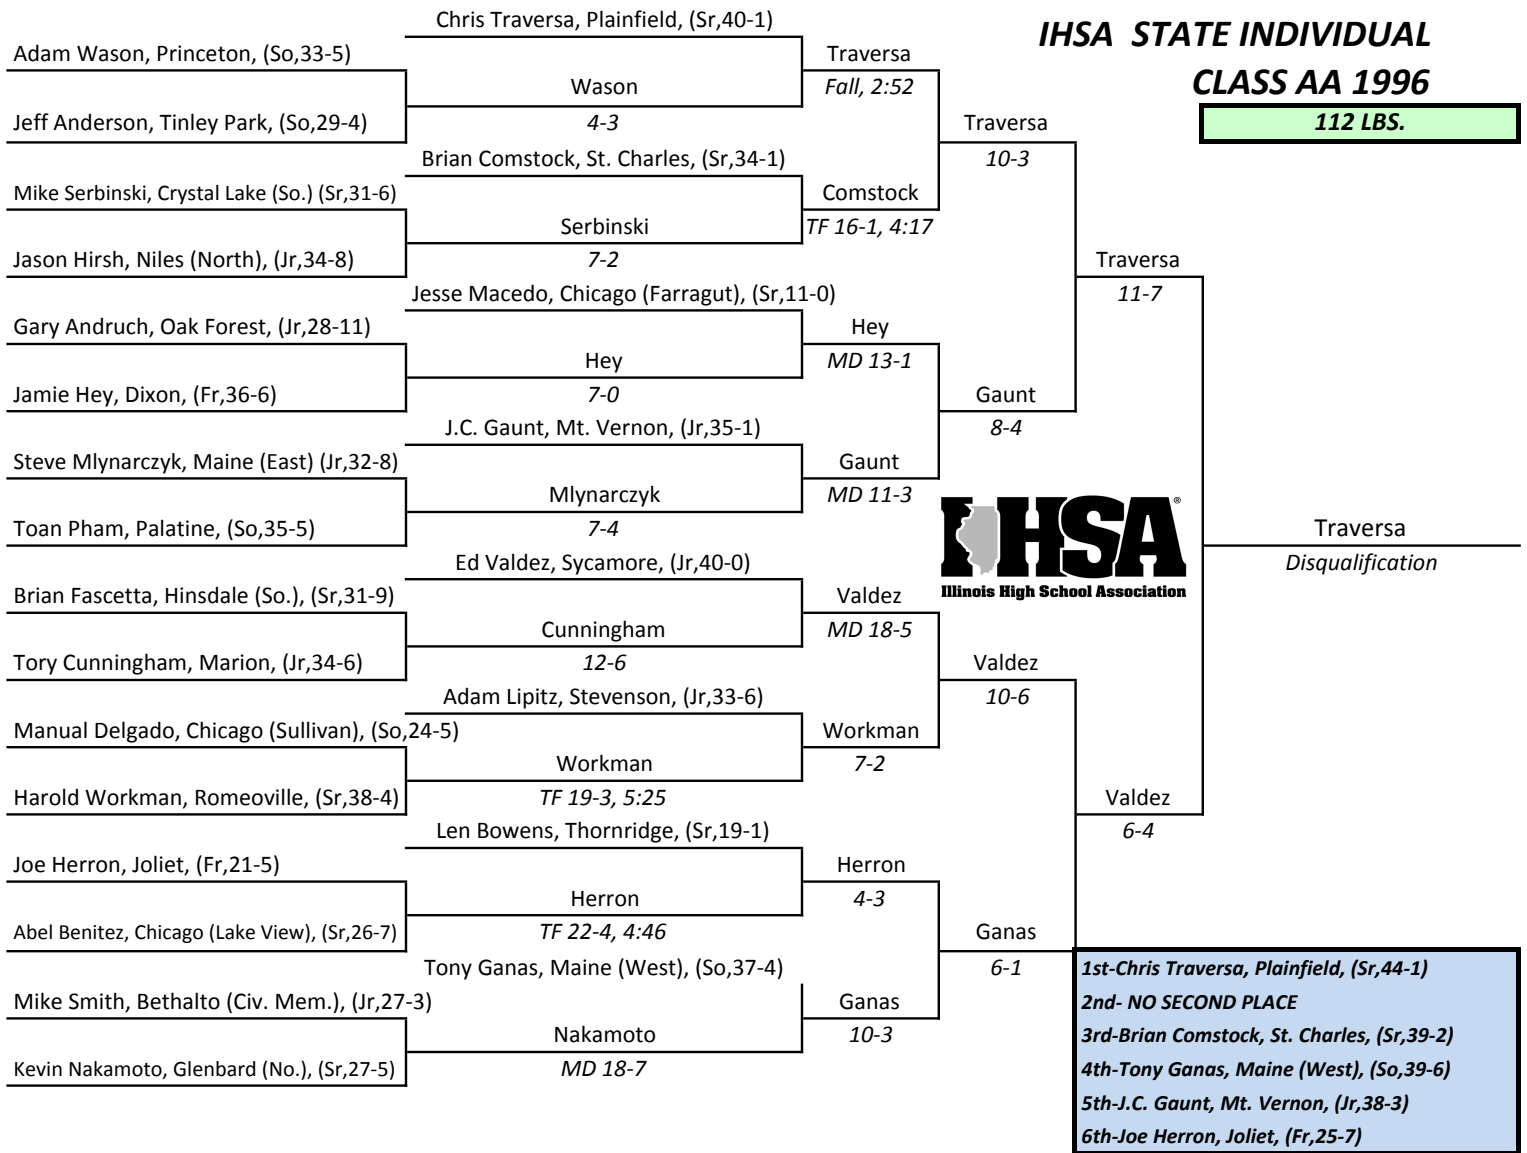 Chris Traversa, Plainfield, (Sr,40-1)
IHSA STATE INDIVIDUAL
CLASS AA 1996
112 LBS.
Adam Wason, Princeton, (So,33-5)
Traversa
Fall, 2:52
Wason
4-3
Jeff Anderson, Tinley Park, (So,29-4)
Traversa
10-3
Brian Comstock, St. Charles, (Sr,34-1)
Mike Serbinski, Crystal Lake (So.) (Sr,31-6)
Comstock
TF 16-1, 4:17
Serbinski
7-2
Jason Hirsh, Niles (North), (Jr,34-8)
Traversa
11-7
Jesse Macedo, Chicago (Farragut), (Sr,11-0)
Gary Andruch, Oak Forest, (Jr,28-11)
Hey
MD 13-1
Hey
7-0
Jamie Hey, Dixon, (Fr,36-6)
Gaunt
8-4
J.C. Gaunt, Mt. Vernon, (Jr,35-1)
Steve Mlynarczyk, Maine (East) (Jr,32-8)
Gaunt
MD 11-3
Mlynarczyk
7-4
Toan Pham, Palatine, (So,35-5)
IHSA®
Illinois High School Association
Traversa
Disqualification
Ed Valdez, Sycamore, (Jr,40-0)
Brian Fascetta, Hinsdale (So.), (Sr,31-9)
Valdez
MD 18-5
Cunningham
12-6
Tory Cunningham, Marion, (Jr,34-6)
Valdez
10-6
Adam Lipitz, Stevenson, (Jr,33-6)
Manual Delgado, Chicago (Sullivan), (So,24-5)
Workman
7-2
Workman
TF 19-3, 5:25
Harold Workman, Romeoville, (Sr,38-4)
Valdez
6-4
Len Bowens, Thornridge, (Sr,19-1)
Joe Herron, Joliet, (Fr,21-5)
Herron
4-3
Herron
TF 22-4, 4:46
Abel Benitez, Chicago (Lake View), (Sr,26-7)
Ganas
6-1
Tony Ganas, Maine (West), (So,37-4)
Mike Smith, Bethalto (Civ. Mem.), (Jr,27-3)
Ganas
10-3
Nakamoto
MD 18-7
Kevin Nakamoto, Glenbard (No.), (Sr,27-5)
1st-Chris Traversa, Plainfield, (Sr,44-1)
2nd- NO SECOND PLACE
3rd-Brian Comstock, St. Charles, (Sr,39-2)
4th-Tony Ganas, Maine (West), (So,39-6)
5th-J.C. Gaunt, Mt. Vernon, (Jr,38-3)
6th-Joe Herron, Joliet, (Fr,25-7)